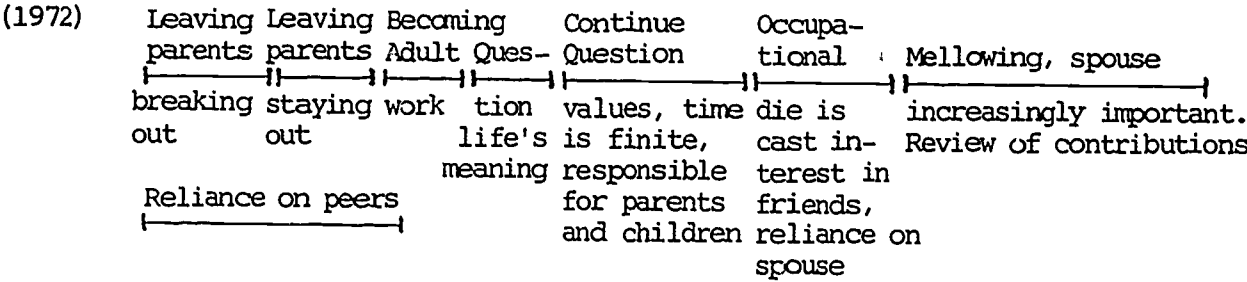 (1972) Leaving Leaving Becoming Continue Occupa-
parents parents Adult Ques- Question tional Mellowing, spouse
breaking staying work tion values, time die is increasingly important.
out out life's is finite, cast in- Review of contributions
meaning responsible terest in
Reliance on peers for parents friends,
and children reliance on
spouse